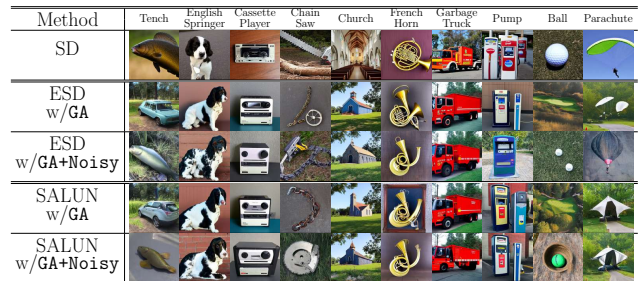 Method Tench English Springer Cassette Player Chain Saw Church French Horn Garbage Truck Pump Ball Parachute
SD
ESD
w/GA
ESD
w/GA+Noisy
SALUN
w/GA
SALUN
w/GA+Noisy